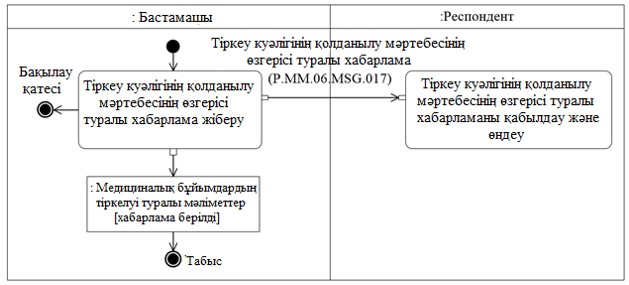 : Бастамашы
:Респондент
Тіркеу куәлігінің қолданылу мәртебесінің
өзгерісі туралы хабарлама
(P.MM.06.MSG.017)
Бақылау
қатесі
Тіркеу куәлігінің қолданылу
мәртебесінің өзгерісі
туралы хабарлама жіберу
Тіркеу куәлігінің қолданылу
мәртебесінің өзгерісі туралы
хабарламаны қабылдау және
өңдеу
: Медициналық бұйымдардың
тіркелуі туралы мәліметтер
[хабарлама берілді]
Табыс